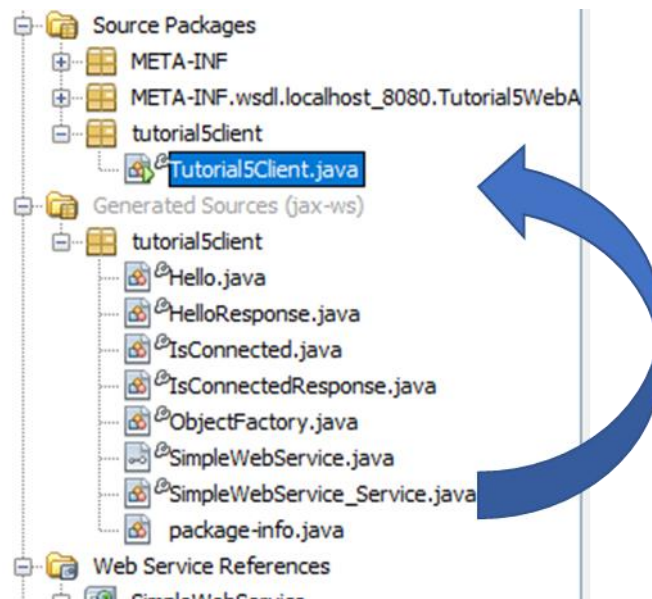 Source Packages
META-INF
META-INF.wsdl.localhost_8080.Tutorial5WebA
tutorial5client
Tutorial5Client.java
Generated Sources (jax-ws)
tutorial5client
Hello.java
HelloResponse.java
IsConnected.java
IsConnectedResponse.java
ObjectFactory.java
SimpleWebService.java
SimpleWebService_Service.java
package-info.java
Web Service References
SimpleWebService